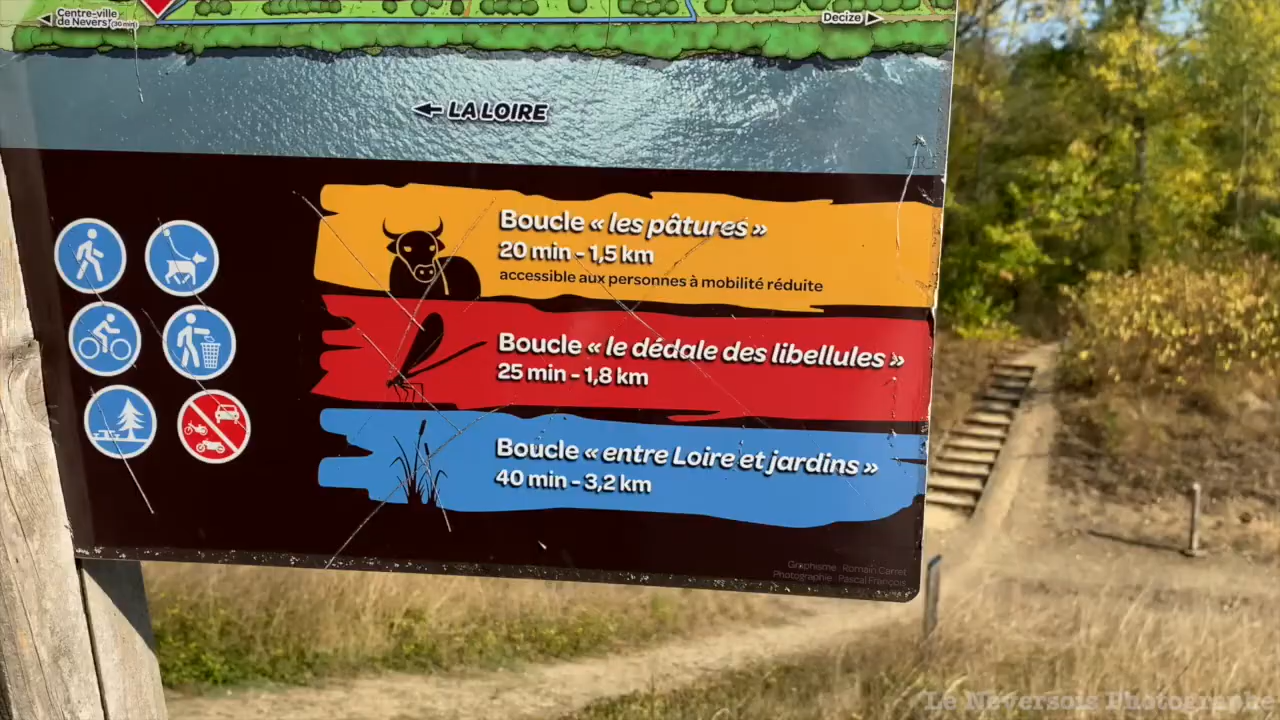 Centre-ville
de Nevers (30 min)
Decize
LA LOIRE
Boucle « les pâtures »
20 min - 1,5 km
accessible aux personnes à mobilité réduite
Boucle « le dédale des libellules »
25 min - 1,8 km
Boucle « entre Loire et jardins »
40 min - 3,2 km
Graphisme : Romain Carret
Photographie : Pascal François
Le Neversois Photographe